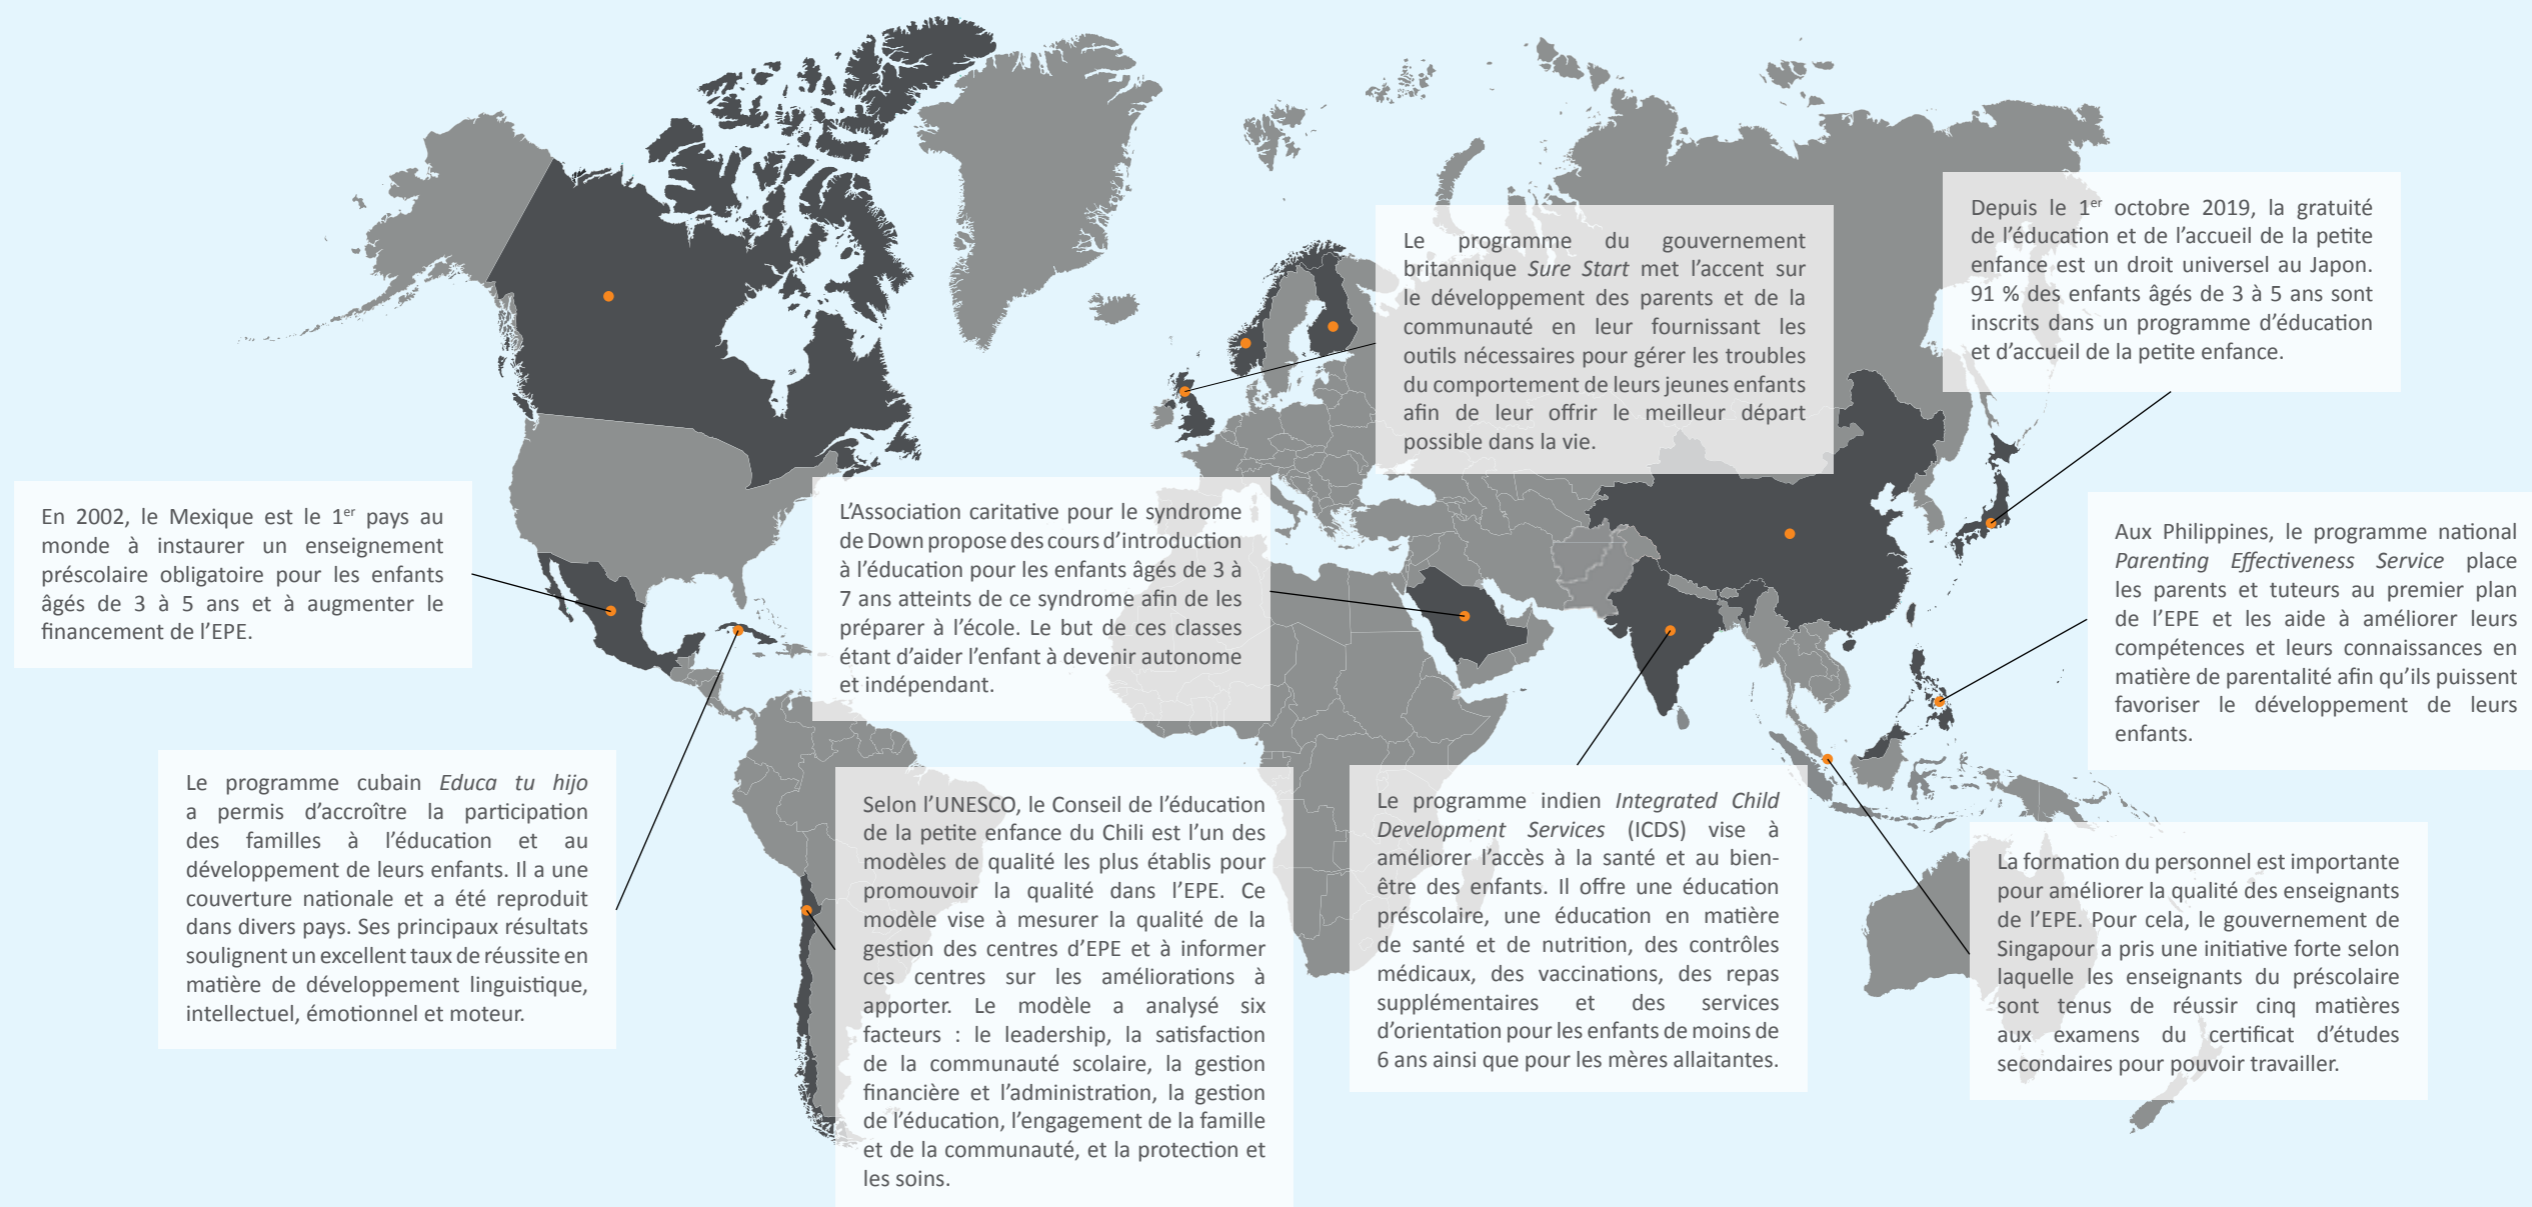 Le programme du gouvernement
britannique Sure Start met l’accent sur
le développement des parents et de la
communauté en leur fournissant les
outils nécessaires pour gérer les troubles
du comportement de leurs jeunes enfants
afin de leur offrir le meilleur départ
possible dans la vie.
Depuis le 1er octobre 2019, la gratuité
de l’éducation et de l’accueil de la petite
enfance est un droit universel au Japon.
91 % des enfants âgés de 3 à 5 ans sont
inscrits dans un programme d’éducation
et d’accueil de la petite enfance.
En 2002, le Mexique est le 1er pays au
monde à instaurer un enseignement
préscolaire obligatoire pour les enfants
âgés de 3 à 5 ans et à augmenter le
financement de l’EPE.
L’Association caritative pour le syndrome
de Down propose des cours d’introduction
à l’éducation pour les enfants âgés de 3 à
7 ans atteints de ce syndrome afin de les
préparer à l’école. Le but de ces classes
étant d’aider l’enfant à devenir autonome
et indépendant.
Aux Philippines, le programme national
Parenting Effectiveness Service place
les parents et tuteurs au premier plan
de l’EPE et les aide à améliorer leurs
compétences et leurs connaissances en
matière de parentalité afin qu’ils puissent
favoriser le développement de leurs
enfants.
Le programme cubain Educa tu hijo
a permis d’accroître la participation
des familles à l’éducation et au
développement de leurs enfants. Il a une
couverture nationale et a été reproduit
dans divers pays. Ses principaux résultats
soulignent un excellent taux de réussite en
matière de développement linguistique,
intellectuel, émotionnel et moteur.
Selon l’UNESCO, le Conseil de l’éducation
de la petite enfance du Chili est l’un des
modèles de qualité les plus établis pour
promouvoir la qualité dans l’EPE. Ce
modèle vise à mesurer la qualité de la
gestion des centres d’EPE et à informer
ces centres sur les améliorations à
apporter. Le modèle a analysé six
facteurs : le leadership, la satisfaction
de la communauté scolaire, la gestion
financière et l’administration, la gestion
de l’éducation, l’engagement de la famille
et de la communauté, et la protection et
les soins.
Le programme indien Integrated Child
Development Services (ICDS) vise à
améliorer l’accès à la santé et au bien-
être des enfants. Il offre une éducation
préscolaire, une éducation en matière
de santé et de nutrition, des contrôles
médicaux, des vaccinations, des repas
supplémentaires et des services
d’orientation pour les enfants de moins de
6 ans ainsi que pour les mères allaitantes.
La formation du personnel est importante
pour améliorer la qualité des enseignants
de l’EPE. Pour cela, le gouvernement de
Singapour a pris une initiative forte selon
laquelle les enseignants du préscolaire
sont tenus de réussir cinq matières
aux examens du certificat d’études
secondaires pour pouvoir travailler.